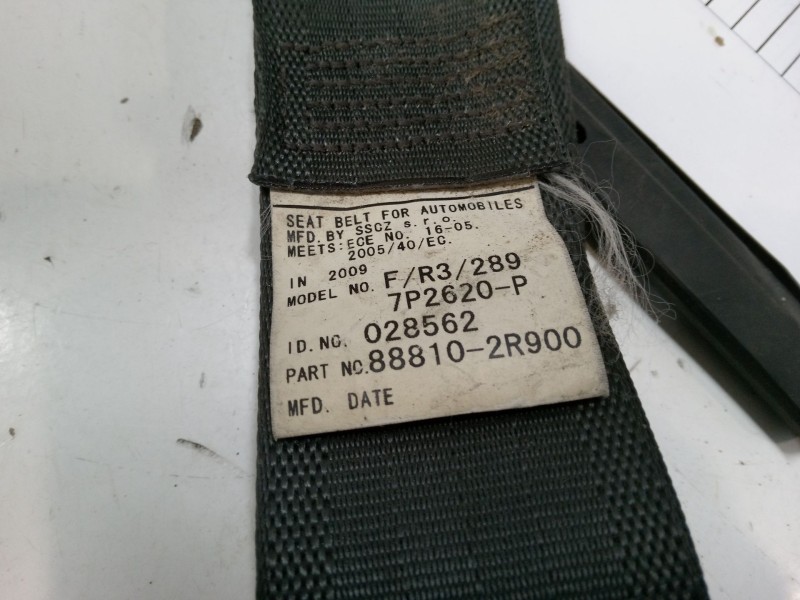 SEAT BELT FOR AUTOMOBILES
MFD. BY SSCZ s.r.o.
MEETS:ECE NO. 16-05.
2005/40/EC.
IN 2009
MODEL NO. F/R3/289
7P2620-P
ID. NO. 028562
PART NO. 88810-2R900
MFD. DATE